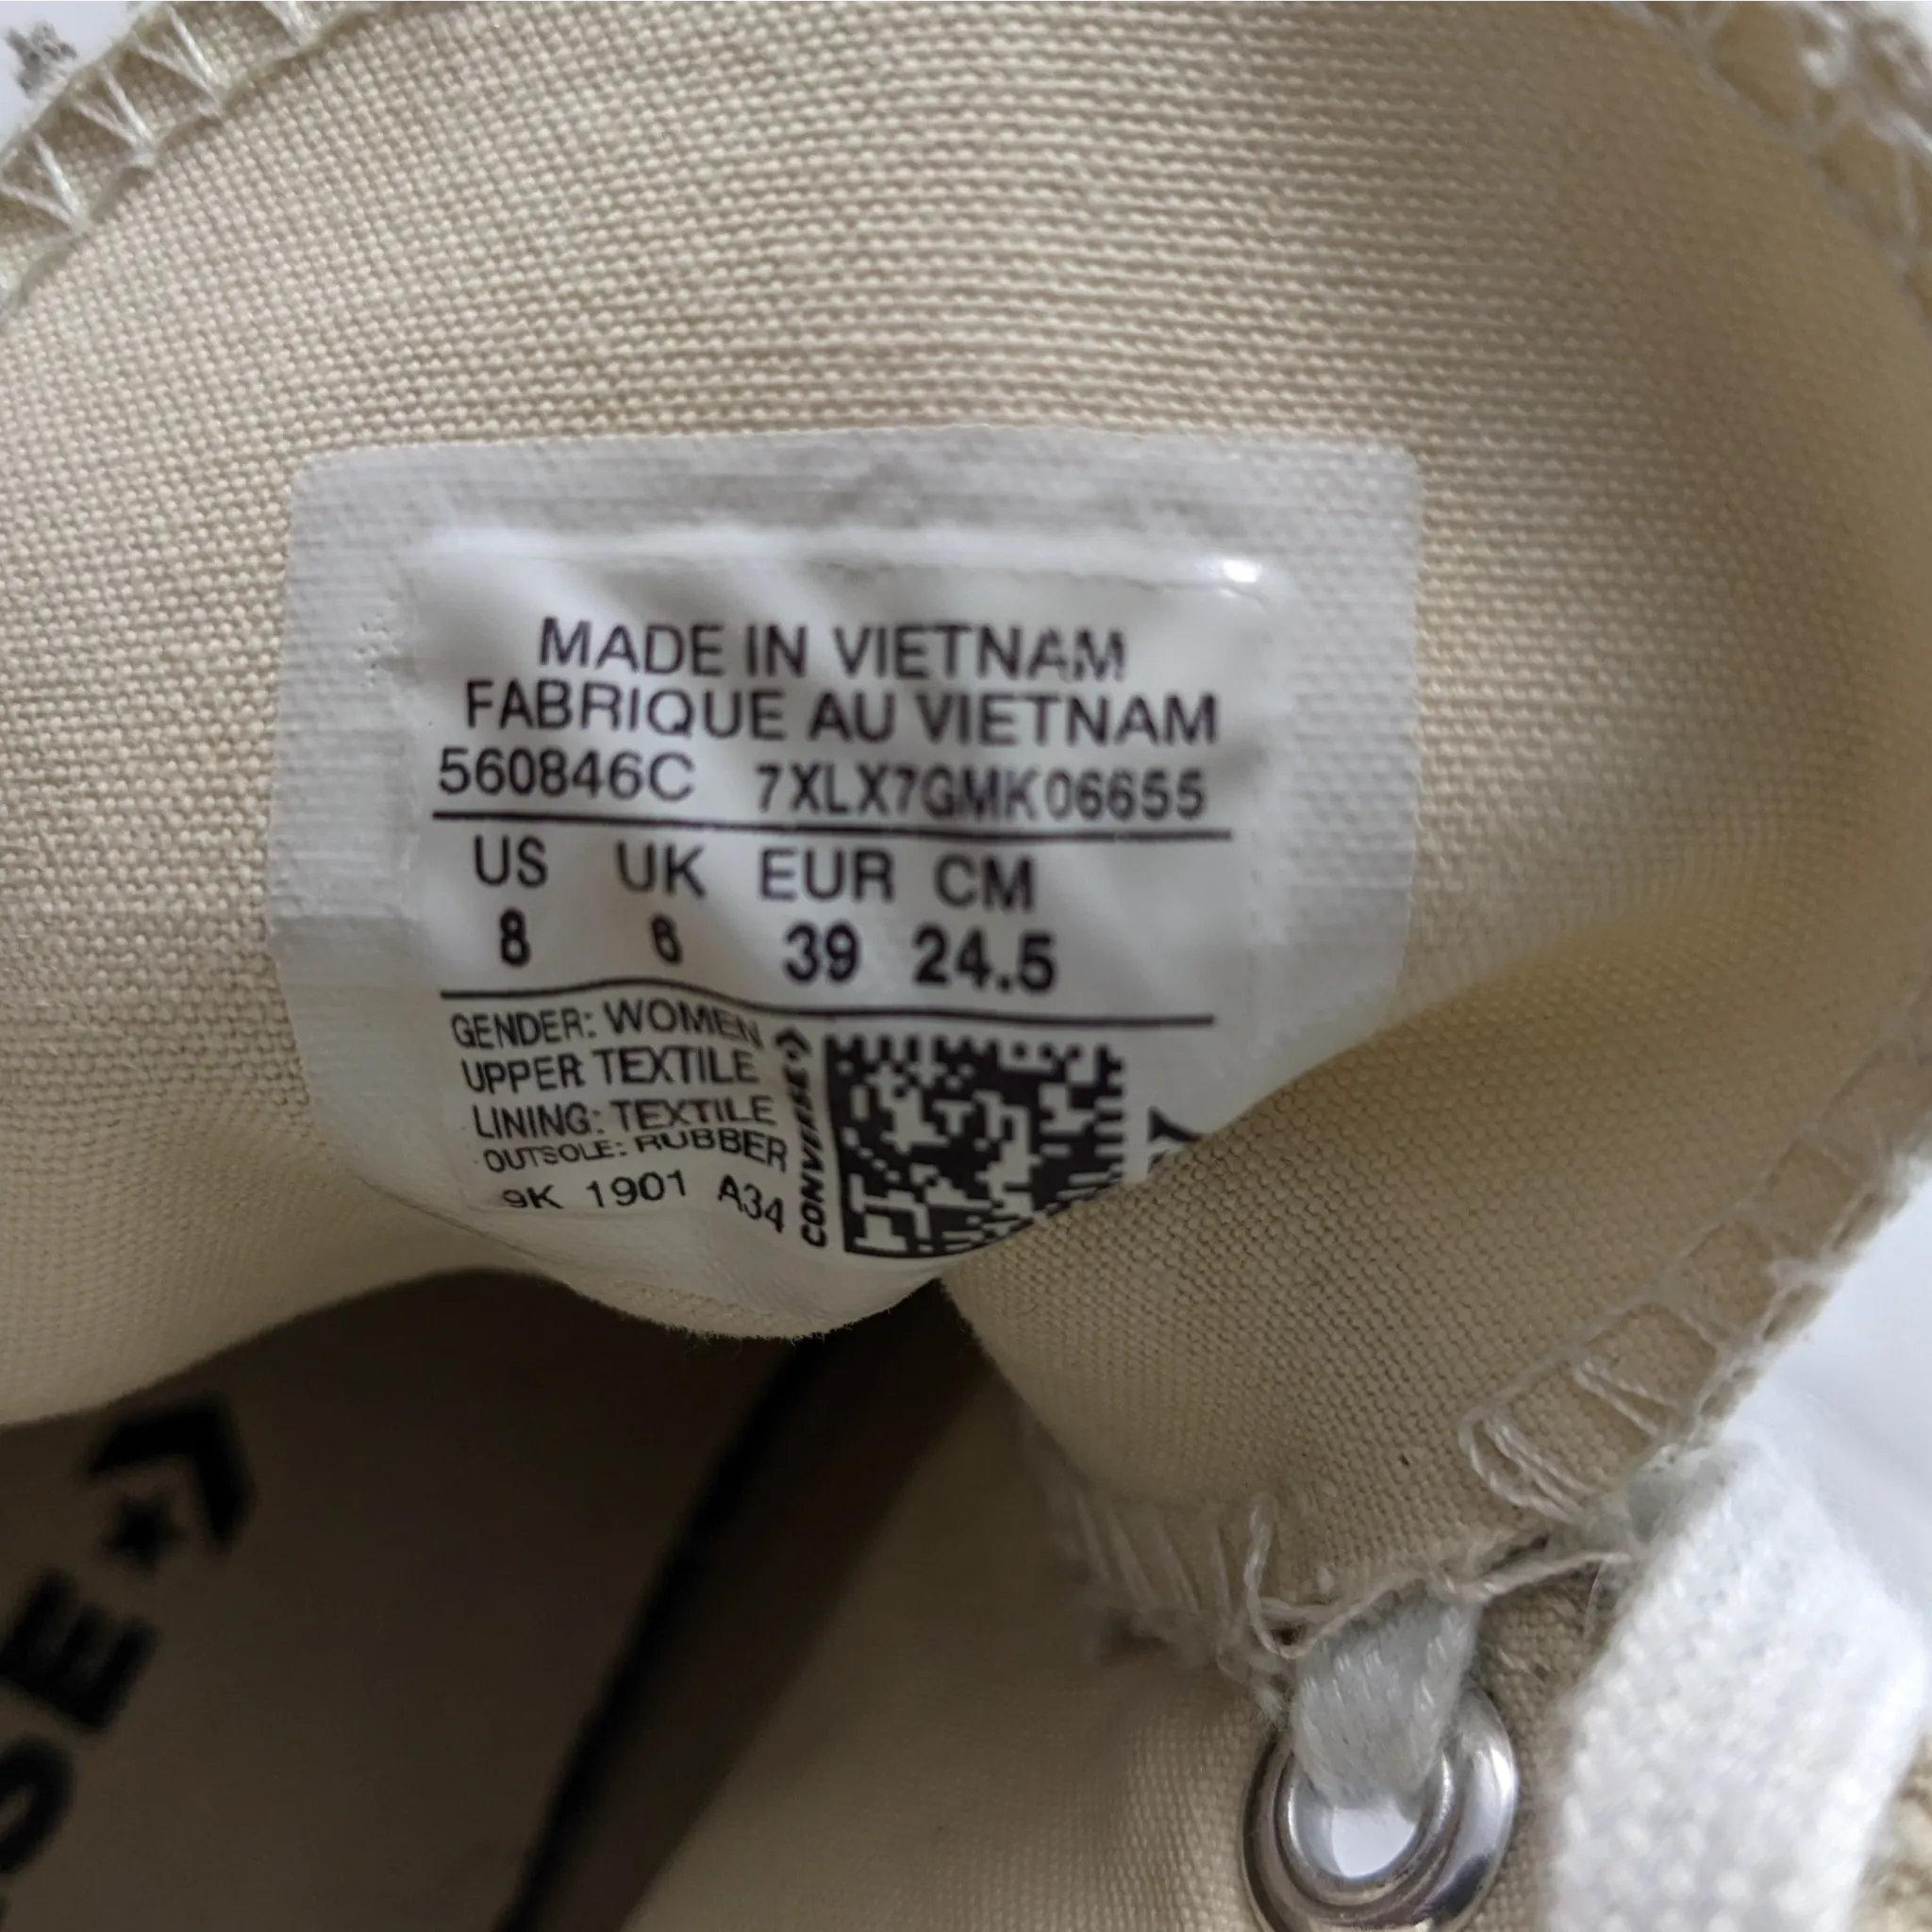 MADE IN VIETNAM
FABRIQUE AU VIETNAM
560846C 7XLX7GMK06655
US UK EUR CM
8 6 39 24.5
GENDER: WOMEN
UPPER TEXTILE
LINING: TEXTILE
OUTSOLE: RUBBER
9K 1901 A34
CONVERSE